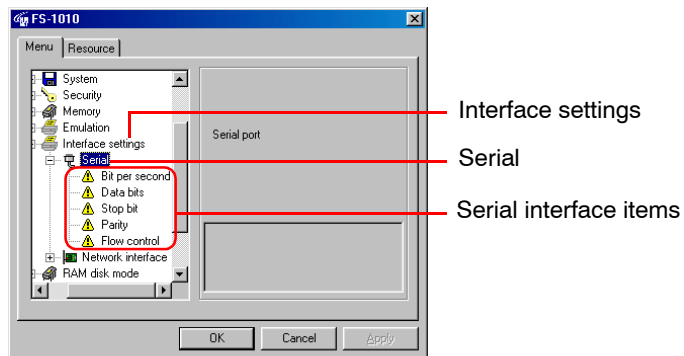 FS-1010
Menu
Resource
System
Security
Memory
Emulation
Interface settings
Serial
Bit per second
Data bits
Stop bit
Parity
Flow control
Network interface
RAM disk mode
Serial port
OK
Cancel
Apply
Interface settings
Serial
Serial interface items